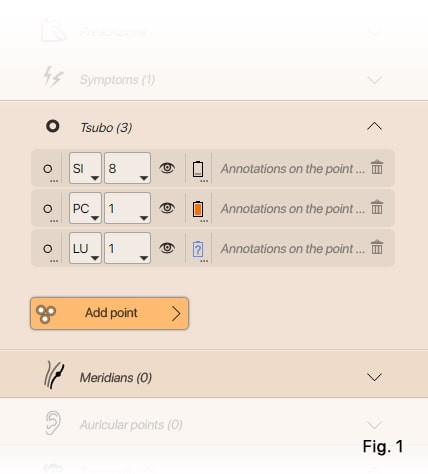 Prescrizione
Symptoms (1)
Tsubo (3)
SI 8 Annotations on the point ...
PC 1 Annotations on the point ...
LU 1 ? Annotations on the point ...
Add point
Meridians (0)
Auricular points (0)
Fig. 1